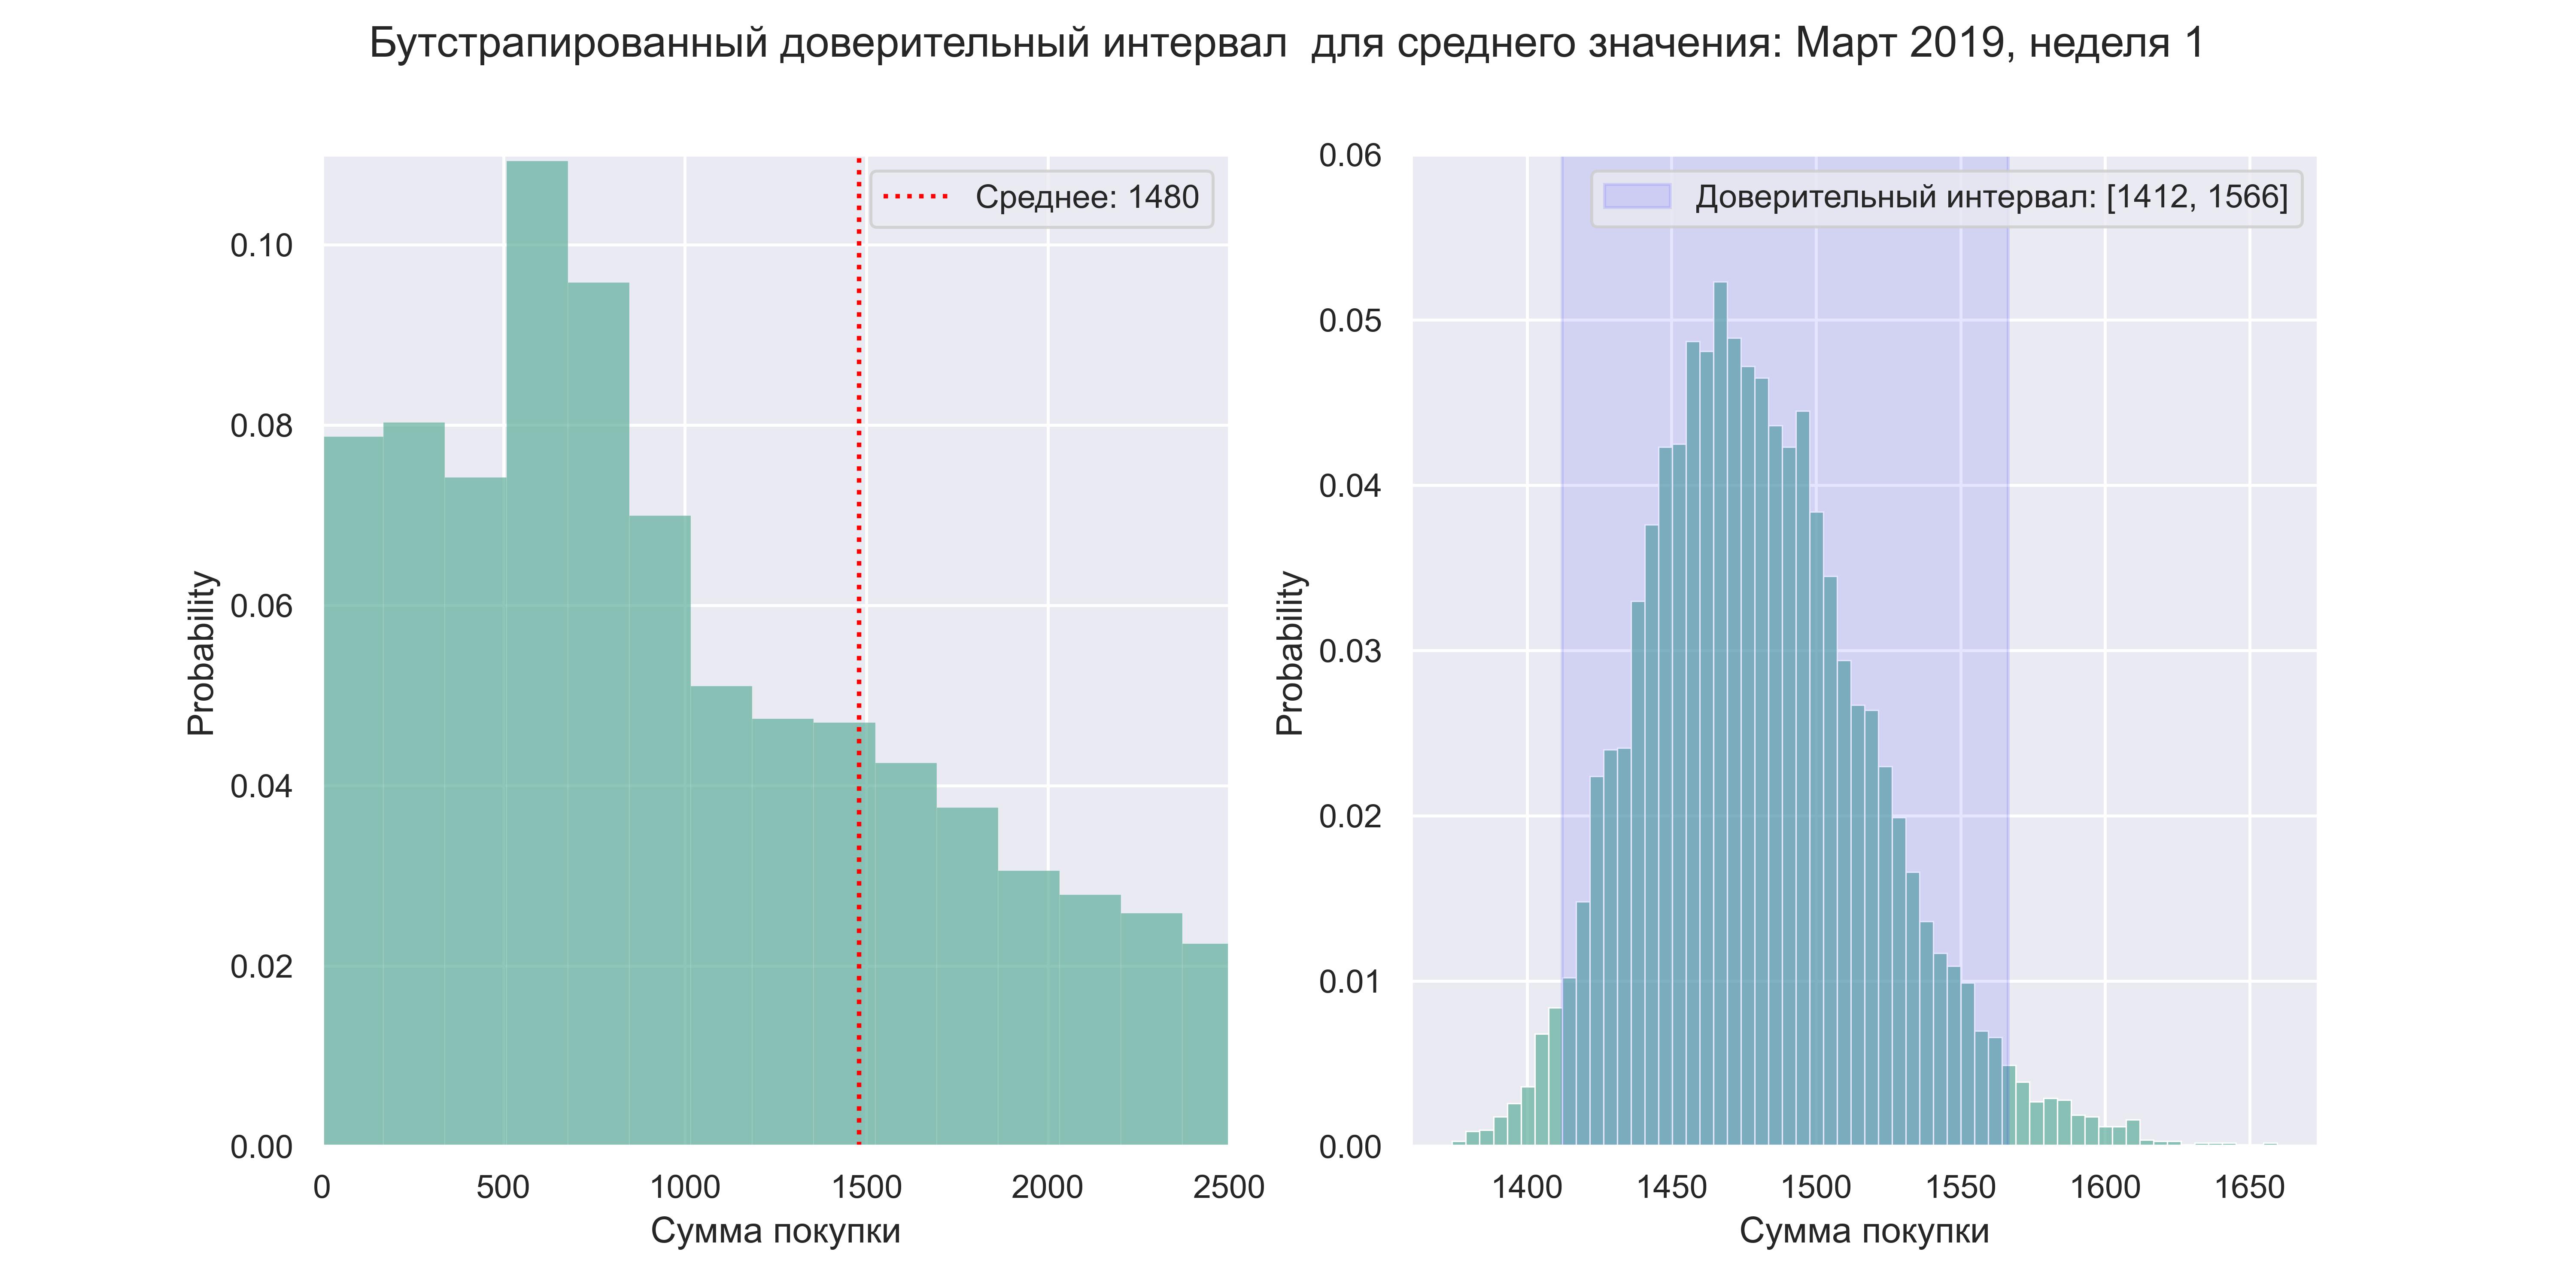 Бутстрапированный доверительный интервал  для среднего значения: Март 2019, неделя 1
Среднее: 1480
0.10
0.08
0.06
0.04
0.02
0.00
Probability
0 500 1000 1500 2000 2500
Сумма покупки
Доверительный интервал: [1412, 1566]
0.06
0.05
0.04
0.03
0.02
0.01
0.00
Probability
1400 1450 1500 1550 1600 1650
Сумма покупки